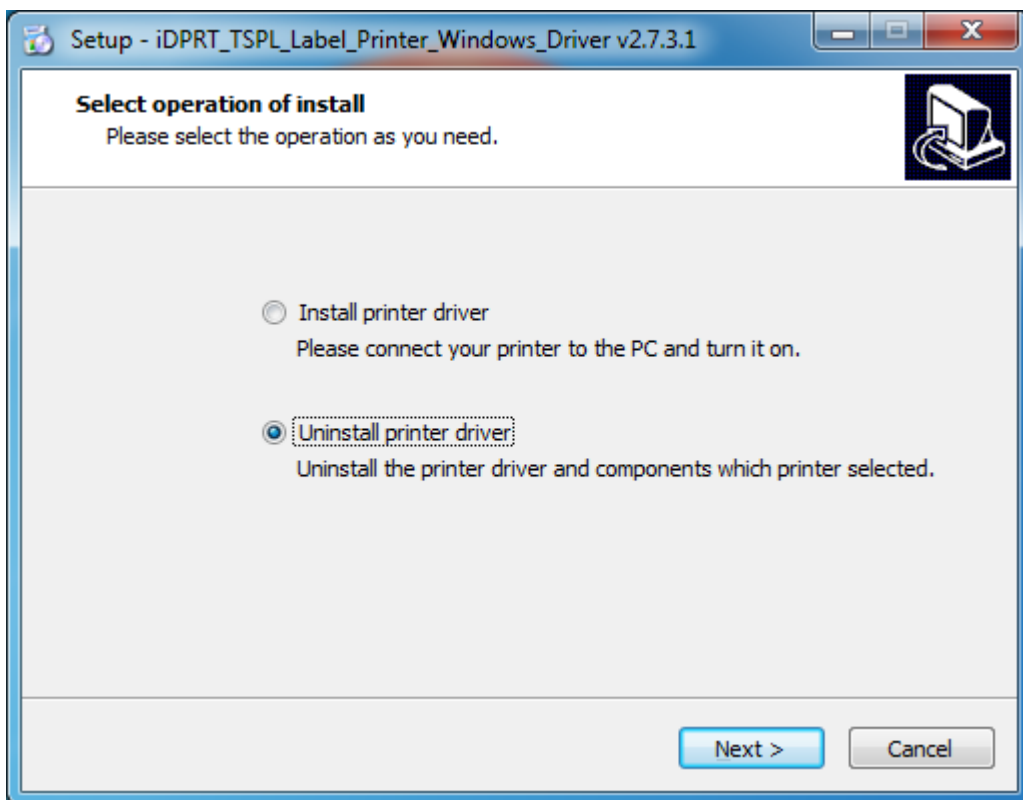 Setup - iDPRT_TSPL_Label_Printer_Windows_Driver v2.7.3.1
Select operation of install
Please select the operation as you need.
Install printer driver
Please connect your printer to the PC and turn it on.
Uninstall printer driver
Uninstall the printer driver and components which printer selected.
Next >
Cancel